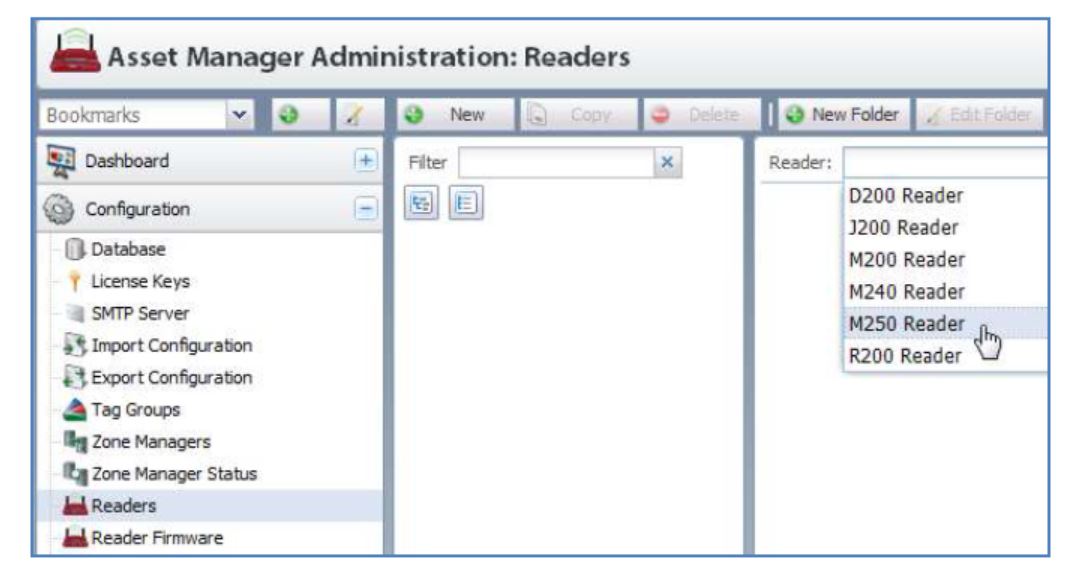 Asset Manager Administration: Readers
Bookmarks New Copy Delete New Folder Edit Folder
Dashboard
Configuration
Database
License Keys
SMTP Server
Import Configuration
Export Configuration
Tag Groups
Zone Managers
Zone Manager Status
Readers
Reader Firmware
Filter
Reader:
D200 Reader
J200 Reader
M200 Reader
M240 Reader
M250 Reader
R200 Reader